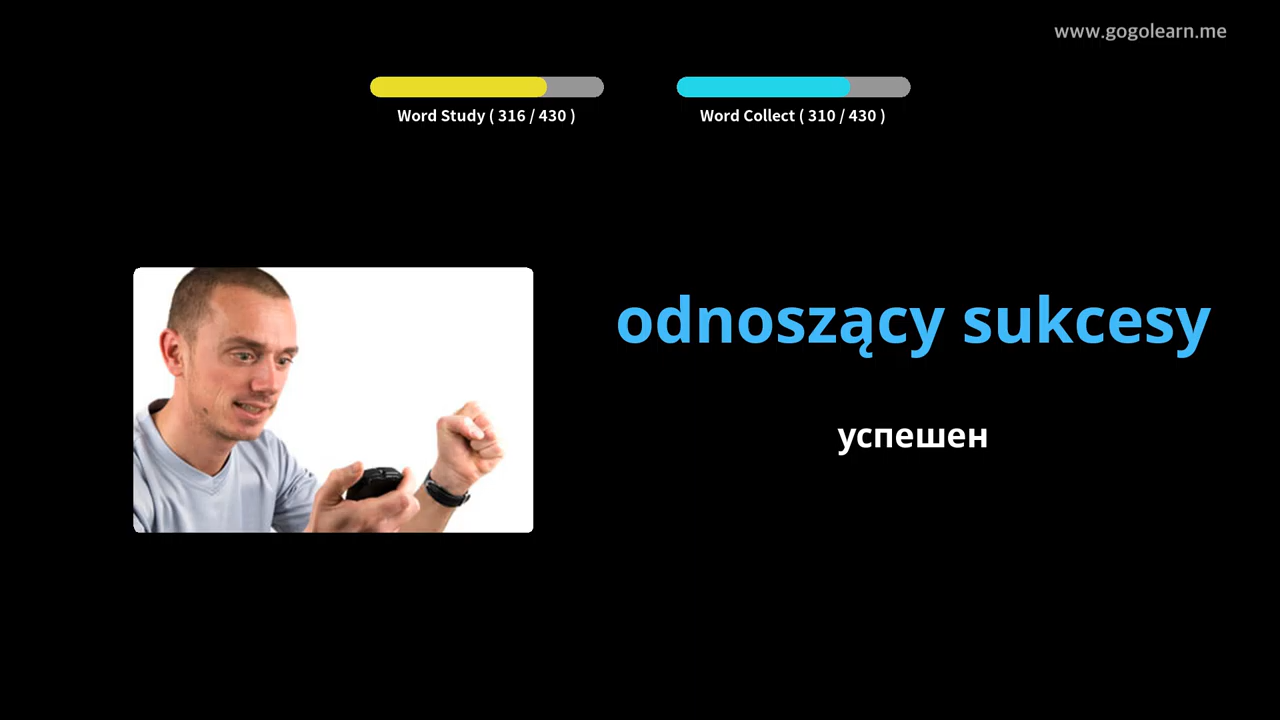 www.gogolearn.me
Word Study ( 316 / 430 )
Word Collect ( 310 / 430 )
odnoszący sukcesy
успешен